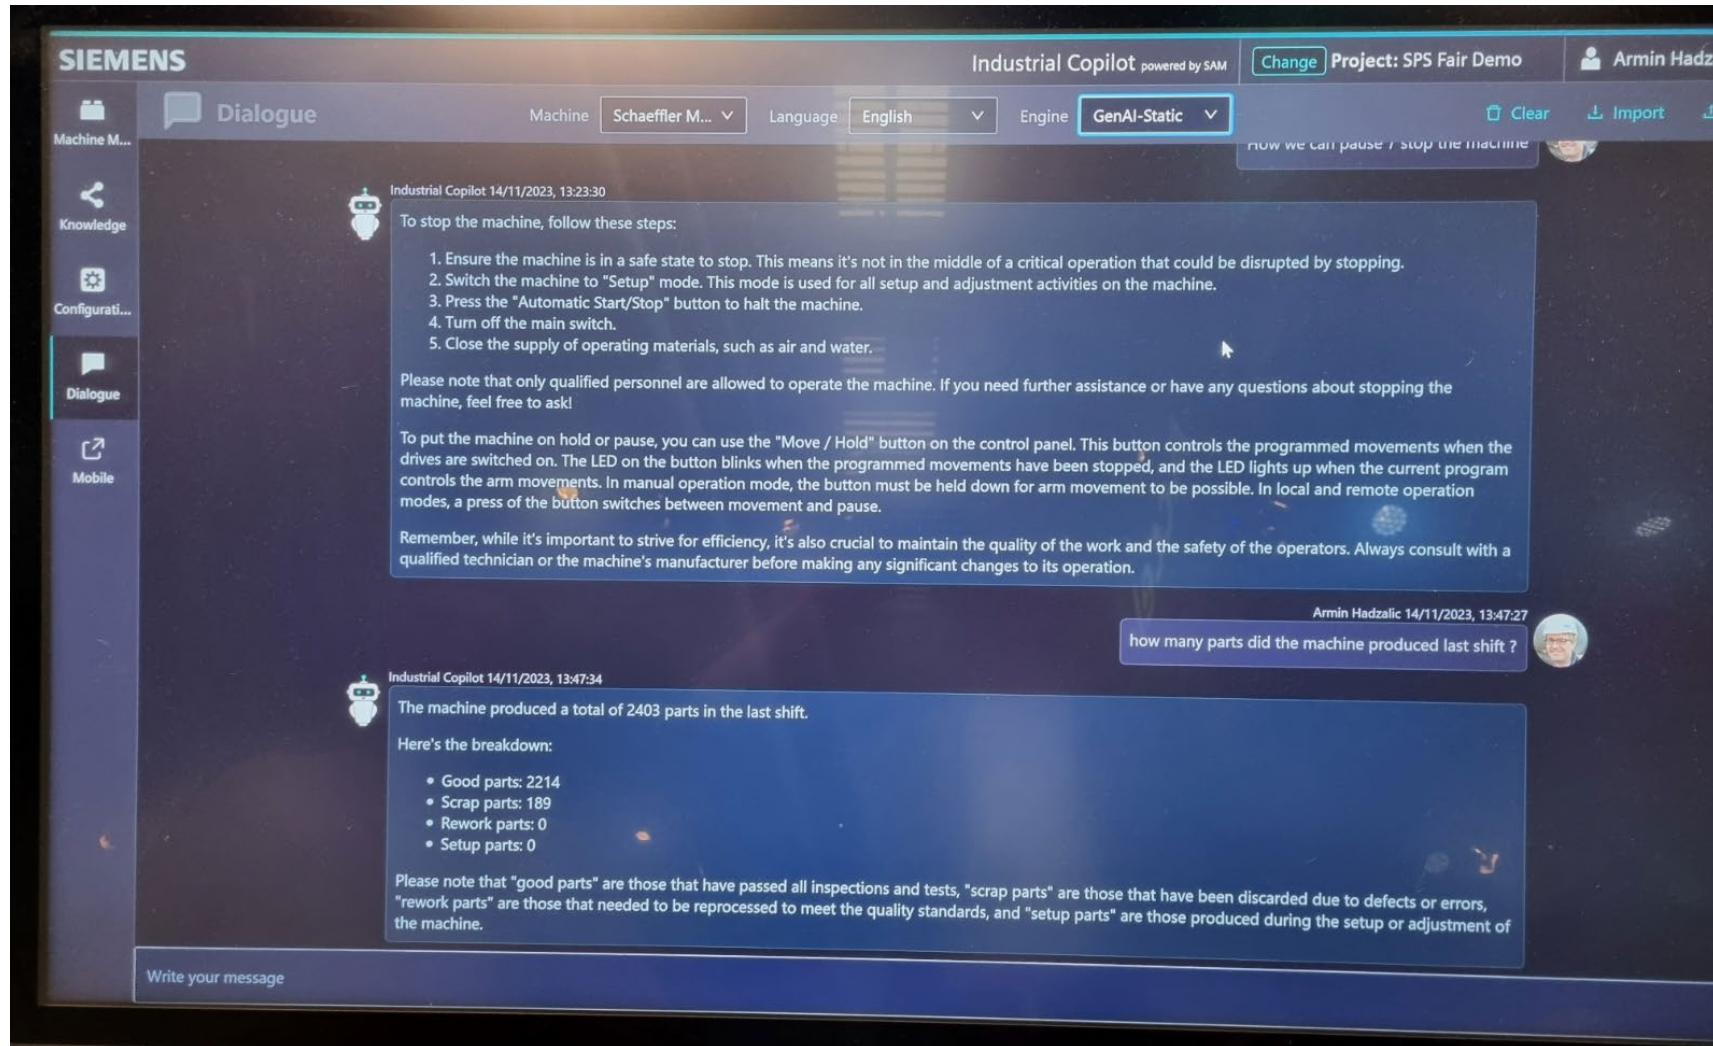 SIEMENS
Industrial Copilot powered by SAM
Change Project: SPS Fair Demo
Armin Hadz
Machine M...
Knowledge
Configurati...
Dialogue
Mobile
Dialogue
Machine Schaeffler M...
Language English
Engine GenAI-Static
Clear
Import
How we can pause / stop the machine
Industrial Copilot 14/11/2023, 13:23:30
To stop the machine, follow these steps:
1. Ensure the machine is in a safe state to stop. This means it's not in the middle of a critical operation that could be disrupted by stopping.
2. Switch the machine to "Setup" mode. This mode is used for all setup and adjustment activities on the machine.
3. Press the "Automatic Start/Stop" button to halt the machine.
4. Turn off the main switch.
5. Close the supply of operating materials, such as air and water.
Please note that only qualified personnel are allowed to operate the machine. If you need further assistance or have any questions about stopping the
machine, feel free to ask!
To put the machine on hold or pause, you can use the "Move / Hold" button on the control panel. This button controls the programmed movements when the
drives are switched on. The LED on the button blinks when the programmed movements have been stopped, and the LED lights up when the current program
controls the arm movements. In manual operation mode, the button must be held down for arm movement to be possible. In local and remote operation
modes, a press of the button switches between movement and pause.
Remember, while it's important to strive for efficiency, it's also crucial to maintain the quality of the work and the safety of the operators. Always consult with a
qualified technician or the machine's manufacturer before making any significant changes to its operation.
Armin Hadzalic 14/11/2023, 13:47:27
how many parts did the machine produced last shift ?
Industrial Copilot 14/11/2023, 13:47:34
The machine produced a total of 2403 parts in the last shift.
Here's the breakdown:
• Good parts: 2214
• Scrap parts: 189
• Rework parts: 0
• Setup parts: 0
Please note that "good parts" are those that have passed all inspections and tests, "scrap parts" are those that have been discarded due to defects or errors,
"rework parts" are those that needed to be reprocessed to meet the quality standards, and "setup parts" are those produced during the setup or adjustment of
the machine.
Write your message